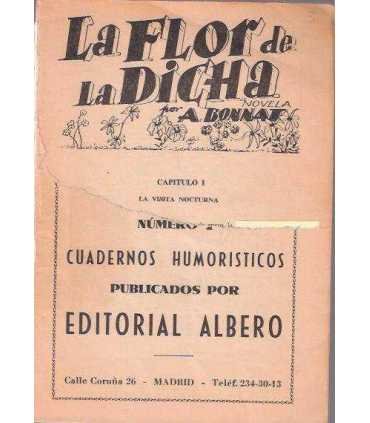 LA FLOR de
LA DICHA
NOVELA
por A. BONNAT
CAPITULO I
LA VISITA NOCTURNA
NÚMERO
CUADERNOS HUMORISTICOS
PUBLICADOS POR
EDITORIAL ALBERO
Calle Coruña 26 - MADRID - Teléf. 234-30-13